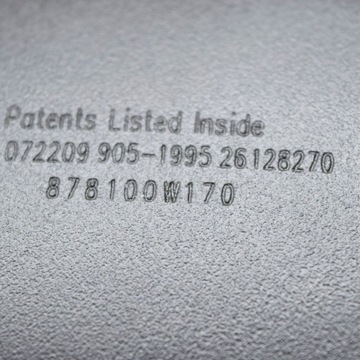 Patents Listed Inside
072209 905-1995 26128270
878100W170